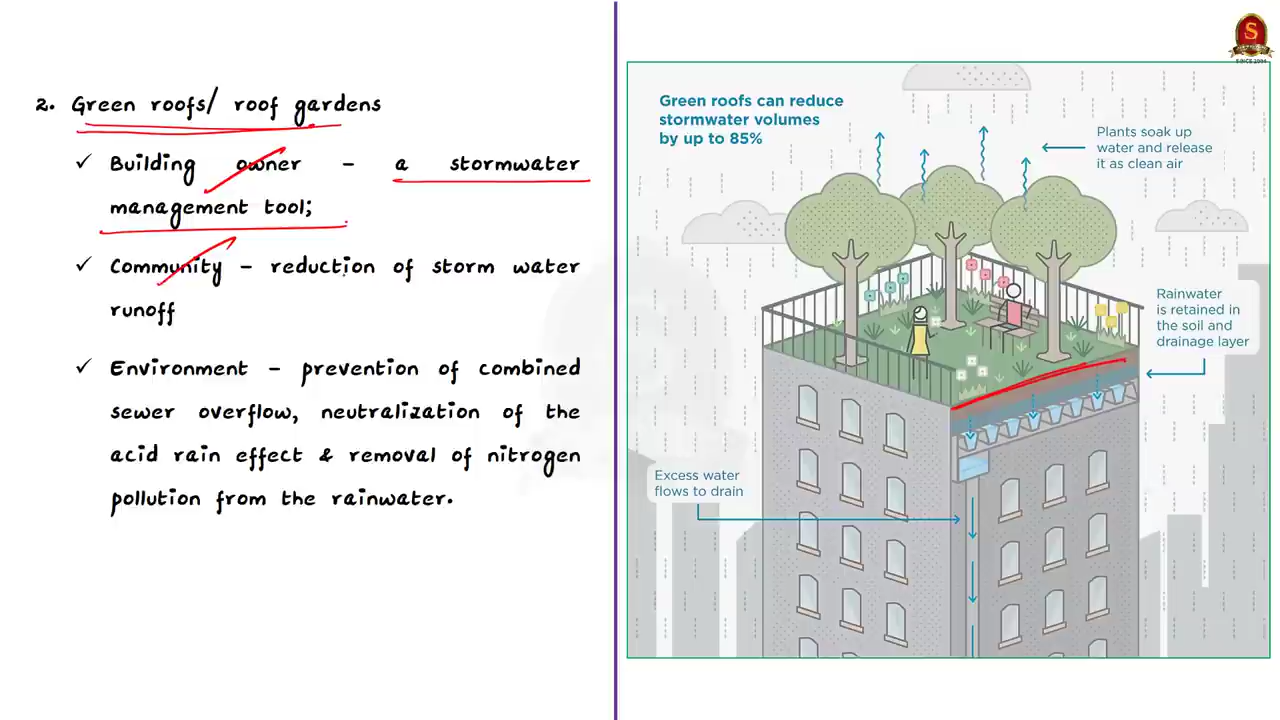 2. Green roofs/ roof gardens
✓ Building owner – a stormwater
management tool;
✓ Community – reduction of storm water
runoff
✓ Environment – prevention of combined
sewer overflow, neutralization of the
acid rain effect & removal of nitrogen
pollution from the rainwater.
S
SINCE 2004
Green roofs can reduce
stormwater volumes
by up to 85%
Plants soak up
water and release
it as clean air
Rainwater
is retained in
the soil and
drainage layer
Excess water
flows to drain